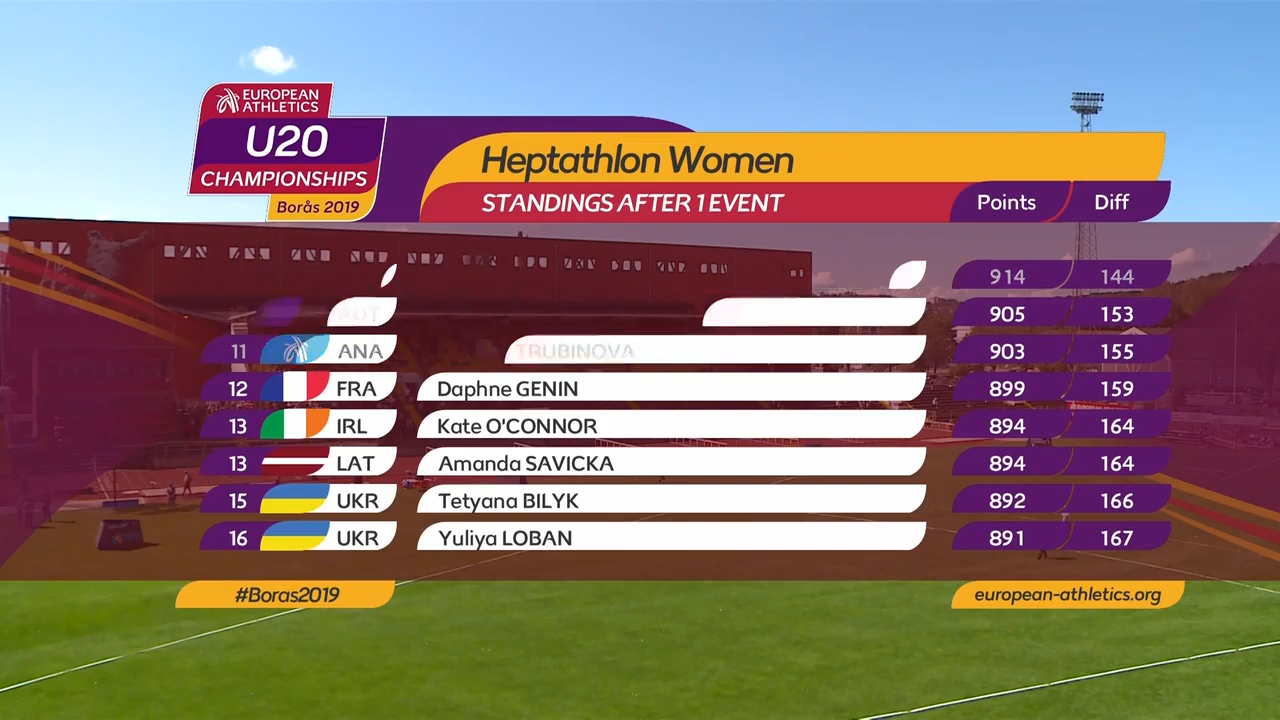 EUROPEAN
ATHLETICS
U20
CHAMPIONSHIPS
Borås 2019
Heptathlon Women
STANDINGS AFTER 1 EVENT
Points Diff
914 144
AUT 905 153
11 ANA TRUBINOVA 903 155
12 FRA Daphne GENIN 899 159
13 IRL Kate O'CONNOR 894 164
13 LAT Amanda SAVICKA 894 164
15 UKR Tetyana BILYK 892 166
16 UKR Yuliya LOBAN 891 167
#Boras2019
european-athletics.org